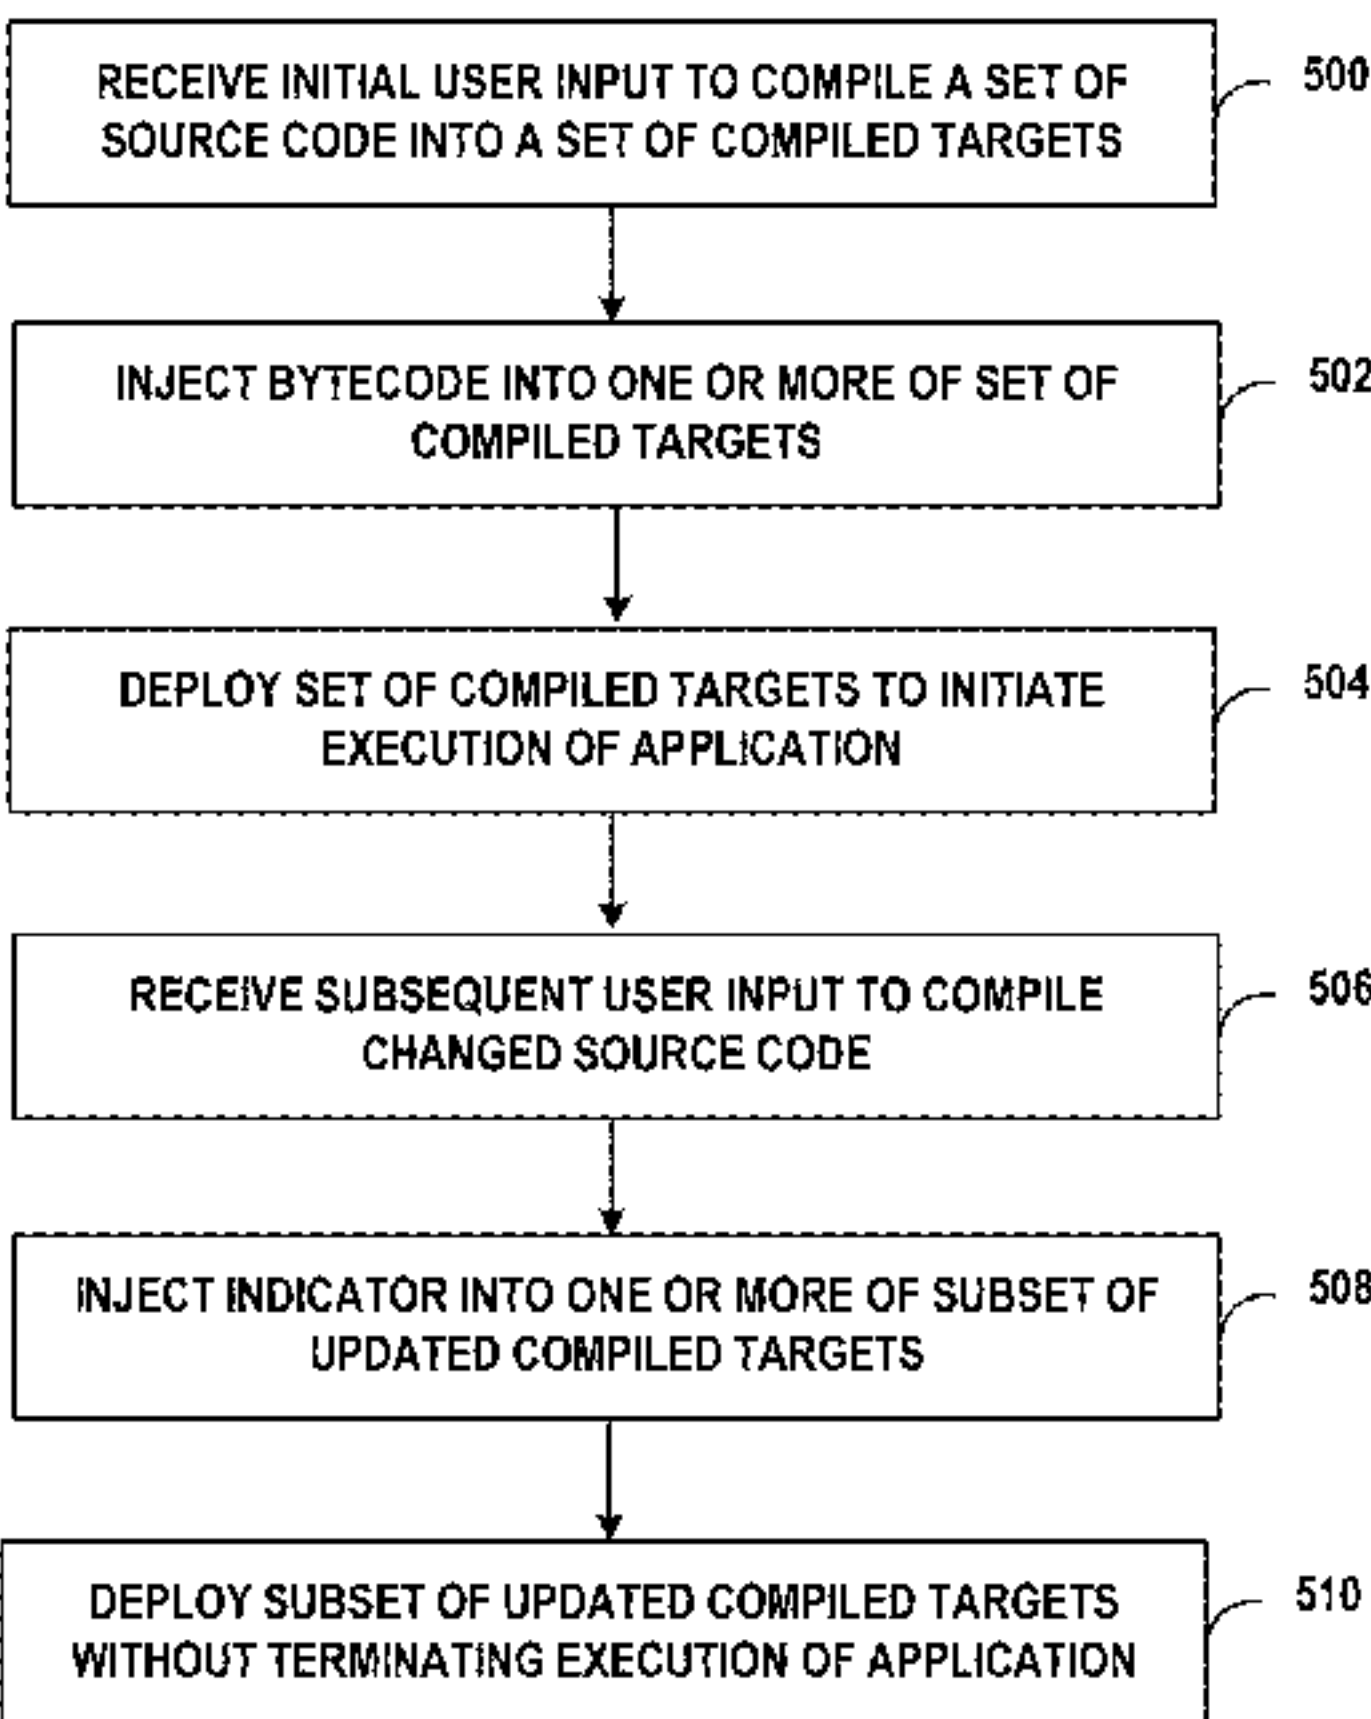 RECEIVE INITIAL USER INPUT TO COMPILE A SET OF
SOURCE CODE INTO A SET OF COMPILED TARGETS
500
INJECT BYTECODE INTO ONE OR MORE OF SET OF
COMPILED TARGETS
502
DEPLOY SET OF COMPILED TARGETS TO INITIATE
EXECUTION OF APPLICATION
504
RECEIVE SUBSEQUENT USER INPUT TO COMPILE
CHANGED SOURCE CODE
506
INJECT INDICATOR INTO ONE OR MORE OF SUBSET OF
UPDATED COMPILED TARGETS
508
DEPLOY SUBSET OF UPDATED COMPILED TARGETS
WITHOUT TERMINATING EXECUTION OF APPLICATION
510